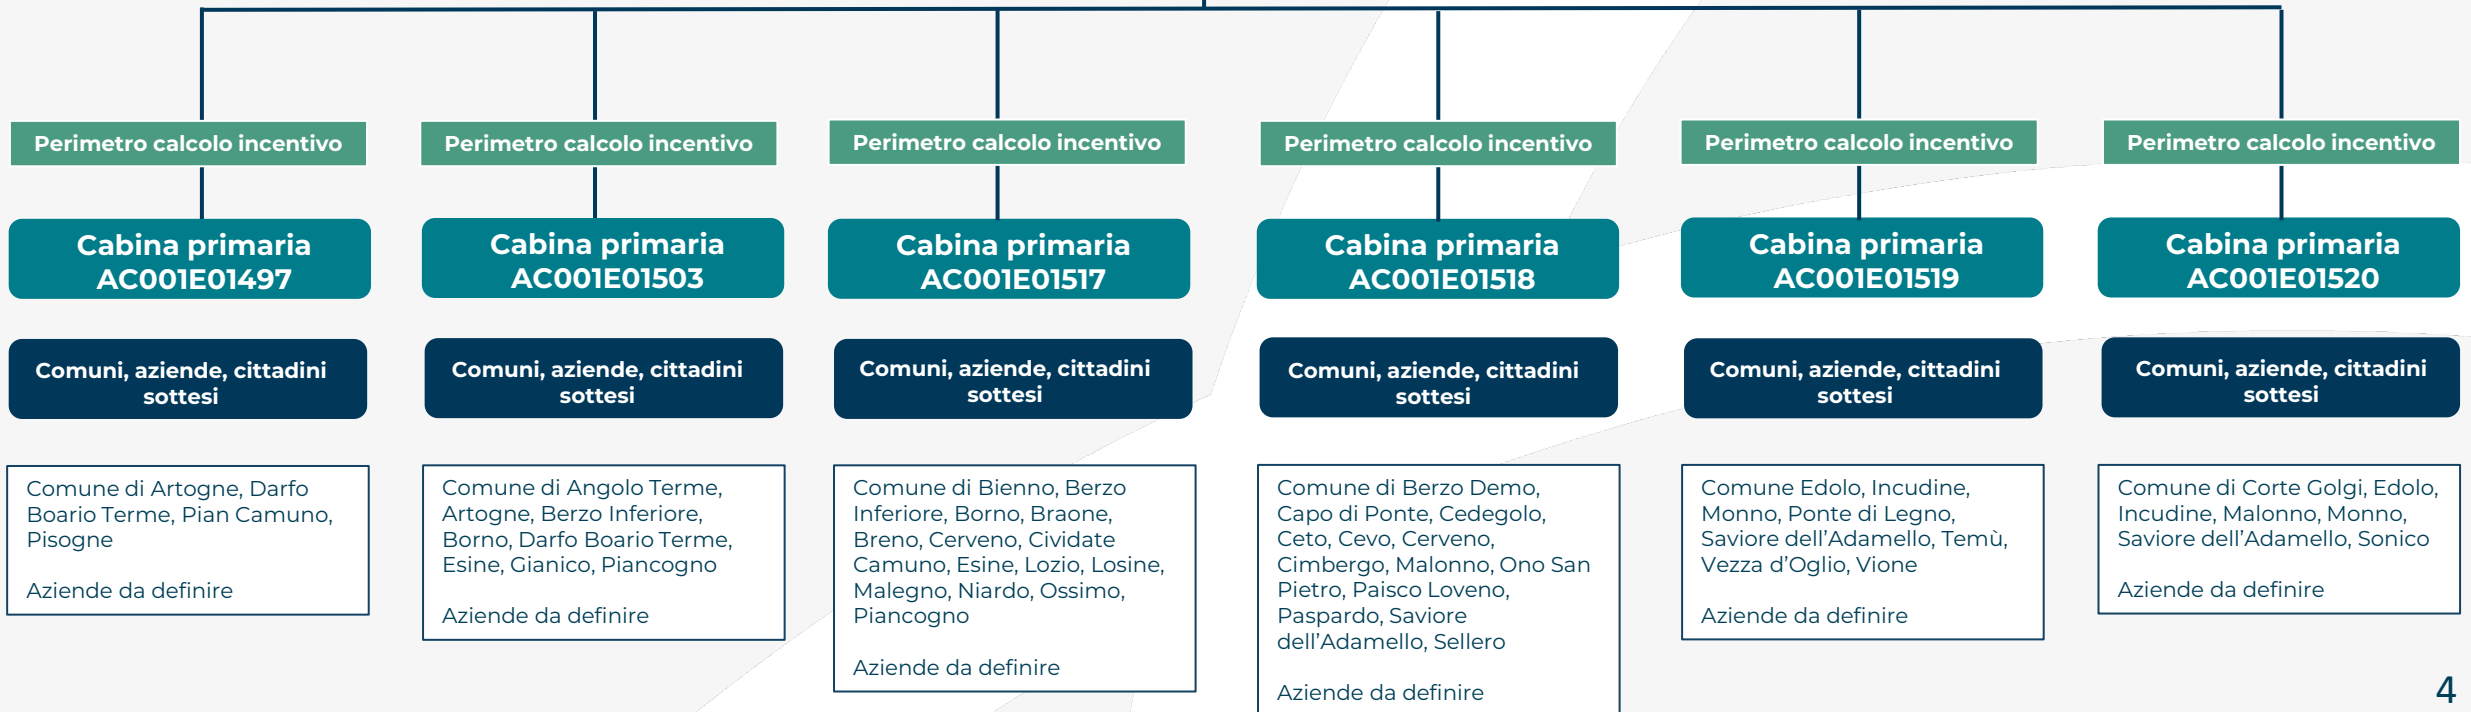 Perimetro calcolo incentivo
Perimetro calcolo incentivo
Perimetro calcolo incentivo
Perimetro calcolo incentivo
Perimetro calcolo incentivo
Perimetro calcolo incentivo
Cabina primaria
AC001E01497
Cabina primaria
AC001E01503
Cabina primaria
AC001E01517
Cabina primaria
AC001E01518
Cabina primaria
AC001E01519
Cabina primaria
AC001E01520
Comuni, aziende, cittadini
sottesi
Comuni, aziende, cittadini
sottesi
Comuni, aziende, cittadini
sottesi
Comuni, aziende, cittadini
sottesi
Comuni, aziende, cittadini
sottesi
Comuni, aziende, cittadini
sottesi
Comune di Artogne, Darfo
Boario Terme, Pian Camuno,
Pisogne
Aziende da definire
Comune di Angolo Terme,
Artogne, Berzo Inferiore,
Borno, Darfo Boario Terme,
Esine, Gianico, Piancogno
Aziende da definire
Comune di Bienno, Berzo
Inferiore, Borno, Braone,
Breno, Cerveno, Cividate
Camuno, Esine, Lozio, Losine,
Malegno, Niardo, Ossimo,
Piancogno
Aziende da definire
Comune di Berzo Demo,
Capo di Ponte, Cedegolo,
Ceto, Cevo, Cerveno,
Cimbergo, Malonno, Ono San
Pietro, Paisco Loveno,
Paspardo, Saviore
dell'Adamello, Sellero
Aziende da definire
Comune Edolo, Incudine,
Monno, Ponte di Legno,
Saviore dell'Adamello, Temù,
Vezza d'Oglio, Vione
Aziende da definire
Comune di Corte Golgi, Edolo,
Incudine, Malonno, Monno,
Saviore dell'Adamello, Sonico
Aziende da definire
4